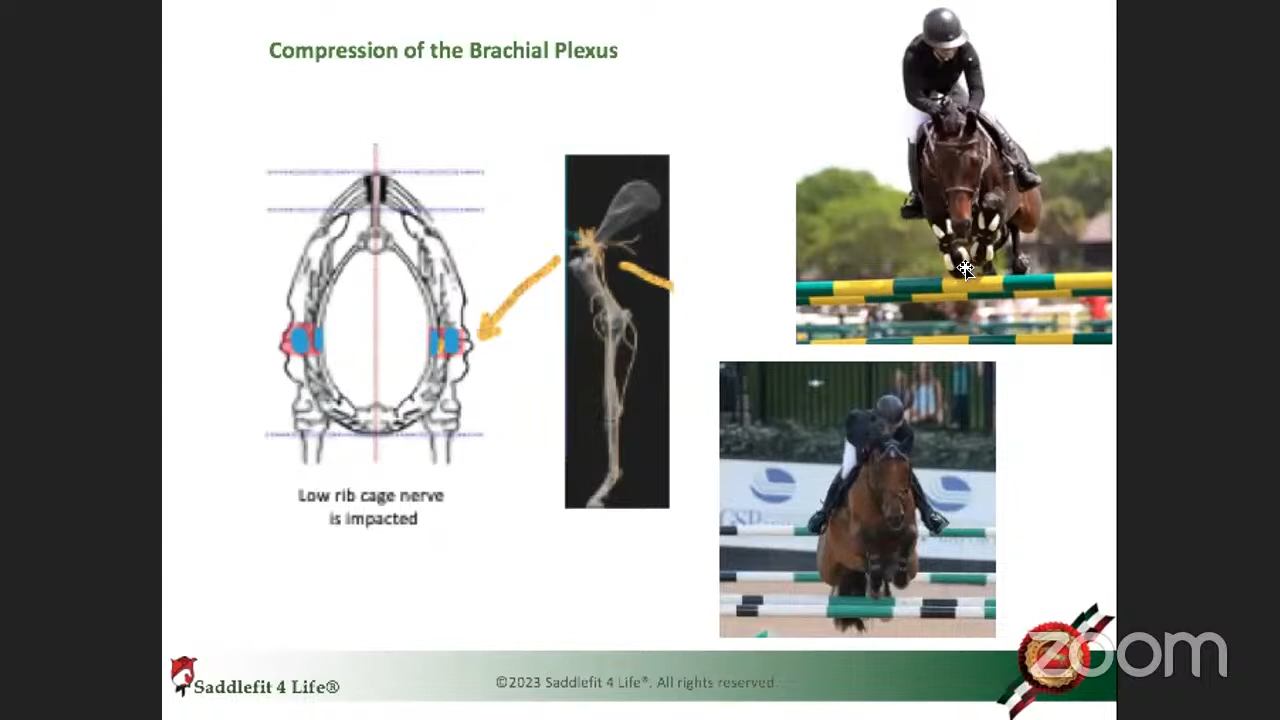 Compression of the Brachial Plexus
Low rib cage nerve
is impacted
Saddlefit 4 Life®
©2023 Saddlefit 4 Life®. All rights reserved.
zoom